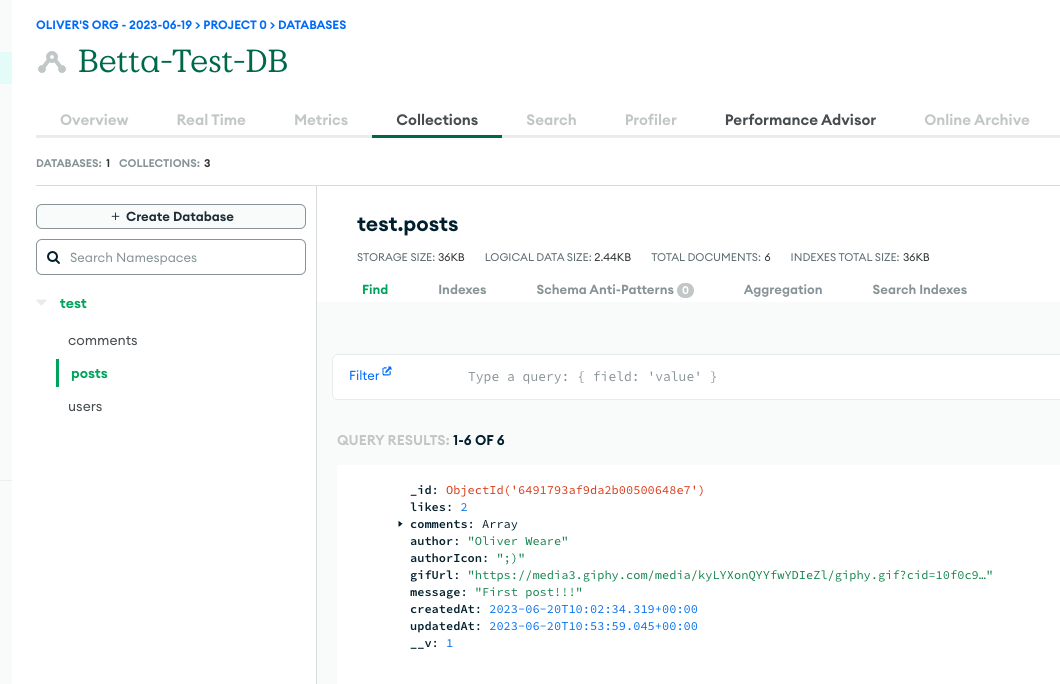 OLIVER'S ORG - 2023-06-19 > PROJECT 0 > DATABASES
Betta-Test-DB
Overview Real Time Metrics Collections Search Profiler Performance Advisor Online Archive
DATABASES: 1 COLLECTIONS: 3
+ Create Database
Search Namespaces
test
comments
posts
users
test.posts
STORAGE SIZE: 36KB LOGICAL DATA SIZE: 2.44KB TOTAL DOCUMENTS: 6 INDEXES TOTAL SIZE: 36KB
Find Indexes Schema Anti-Patterns 0 Aggregation Search Indexes
Filter Type a query: { field: 'value' }
QUERY RESULTS: 1-6 OF 6
_id: ObjectId('6491793af9da2b00500648e7')
likes: 2
comments: Array
author: "Oliver Weare"
authorIcon: ";)"
gifUrl: "https://media3.giphy.com/media/kyLYXonQYYfwYDIeZl/giphy.gif?cid=10f0c9…"
message: "First post!!!"
createdAt: 2023-06-20T10:02:34.319+00:00
updatedAt: 2023-06-20T10:53:59.045+00:00
__v: 1